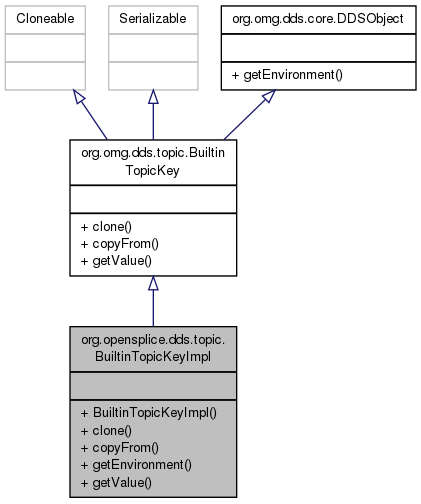 Cloneable
Serializable
org.omg.dds.core.DDSObject
+ getEnvironment()
org.omg.dds.topic.Builtin
TopicKey
+ clone()
+ copyFrom()
+ getValue()
org.opensplice.dds.topic.
BuiltinTopicKeyImpl
+ BuiltinTopicKeyImpl()
+ clone()
+ copyFrom()
+ getEnvironment()
+ getValue()